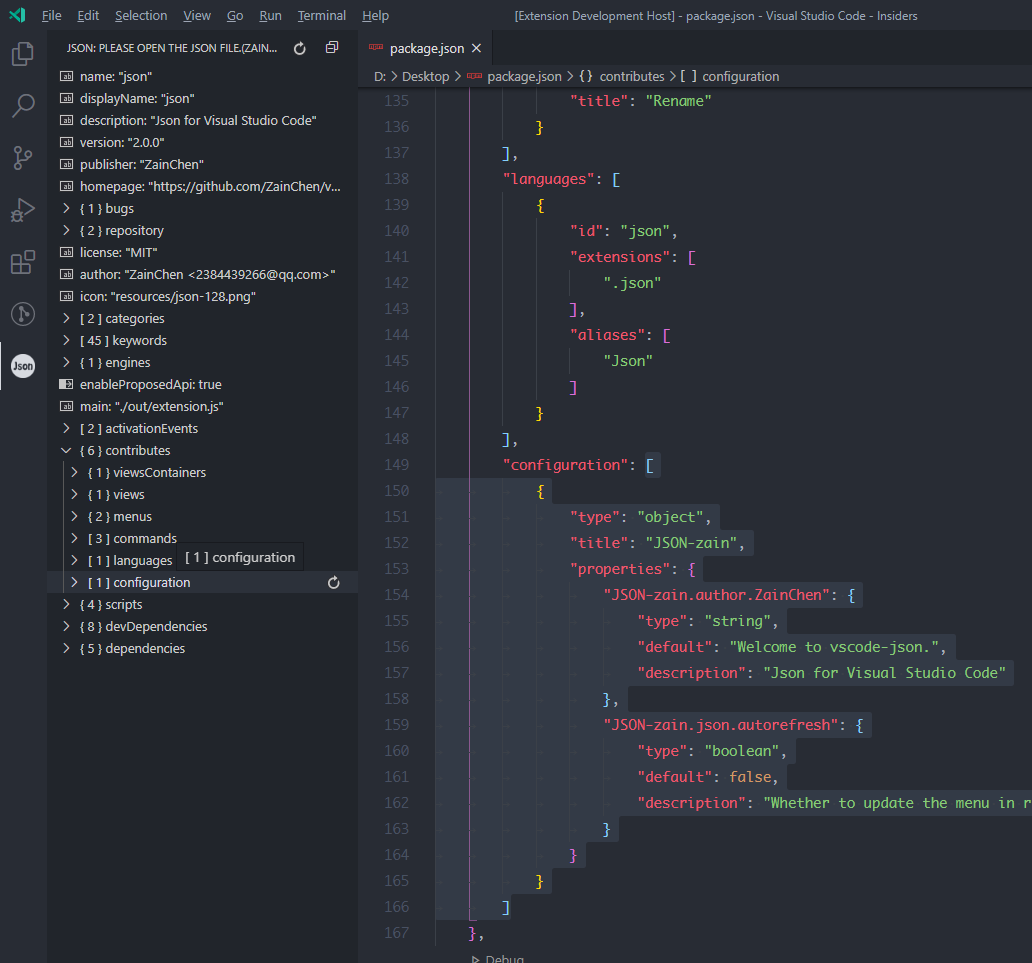 File Edit Selection View Go Run Terminal Help [Extension Development Host] - package.json - Visual Studio Code - Insiders
JSON: PLEASE OPEN THE JSON FILE.(ZAIN...
name: "json"
displayName: "json"
description: "Json for Visual Studio Code"
version: "2.0.0"
publisher: "ZainChen"
homepage: "https://github.com/ZainChen/v...
{ 1 } bugs
{ 2 } repository
license: "MIT"
author: "ZainChen <2384439266@qq.com>"
icon: "resources/json-128.png"
[ 2 ] categories
[ 45 ] keywords
{ 1 } engines
enableProposedApi: true
main: "./out/extension.js"
[ 2 ] activationEvents
{ 6 } contributes
{ 1 } viewsContainers
{ 1 } views
{ 2 } menus
[ 3 ] commands
[ 1 ] languages
[ 1 ] configuration
[ 1 ] configuration
{ 4 } scripts
{ 8 } devDependencies
{ 5 } dependencies
Json
package.json
D: > Desktop > package.json > {} contributes > [ ] configuration
135 "title": "Rename"
136 }
137 ],
138 "languages": [
139 {
140 "id": "json",
141 "extensions": [
142 ".json"
143 ],
144 "aliases": [
145 "Json"
146 ]
147 }
148 ],
149 "configuration": [
150 {
151 "type": "object",
152 "title": "JSON-zain",
153 "properties": {
154 "JSON-zain.author.ZainChen": {
155 "type": "string",
156 "default": "Welcome to vscode-json.",
157 "description": "Json for Visual Studio Code"
158 },
159 "JSON-zain.json.autorefresh": {
160 "type": "boolean",
161 "default": false,
162 "description": "Whether to update the menu in r
163 }
164 }
165 }
166 ]
167 },
Debug